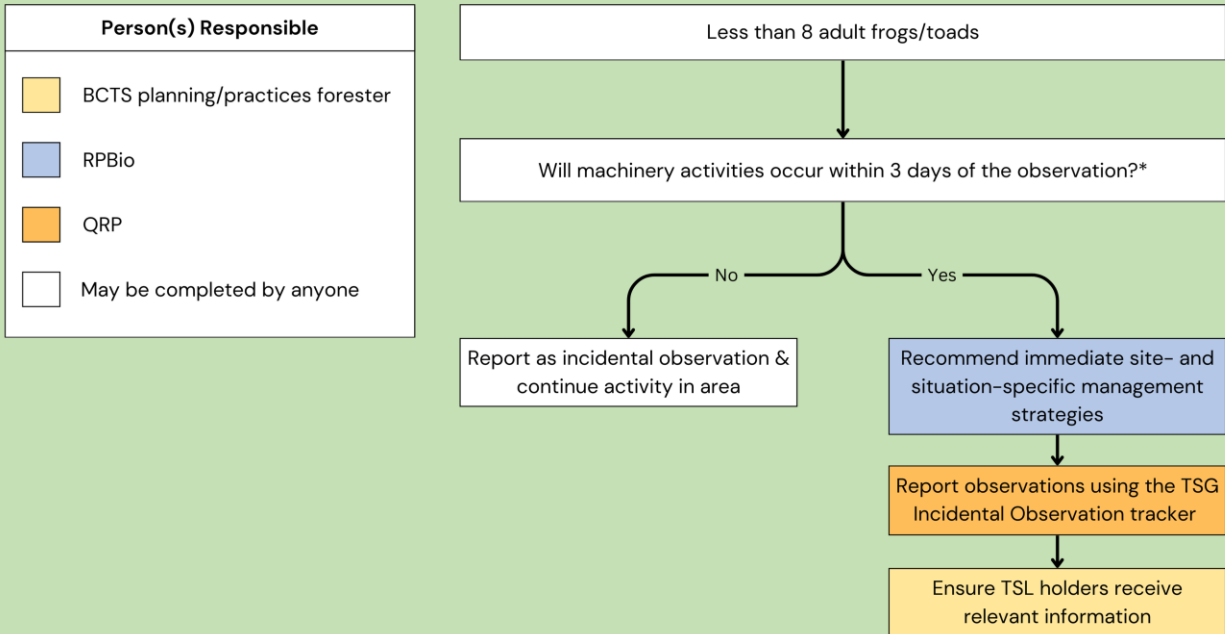 Person(s) Responsible
BCTS planning/practices forester
RPBio
QRP
May be completed by anyone
Less than 8 adult frogs/toads
Will machinery activities occur within 3 days of the observation?*
No
Yes
Report as incidental observation &
continue activity in area
Recommend immediate site- and
situation-specific management
strategies
Report observations using the TSG
Incidental Observation tracker
Ensure TSL holders receive
relevant information